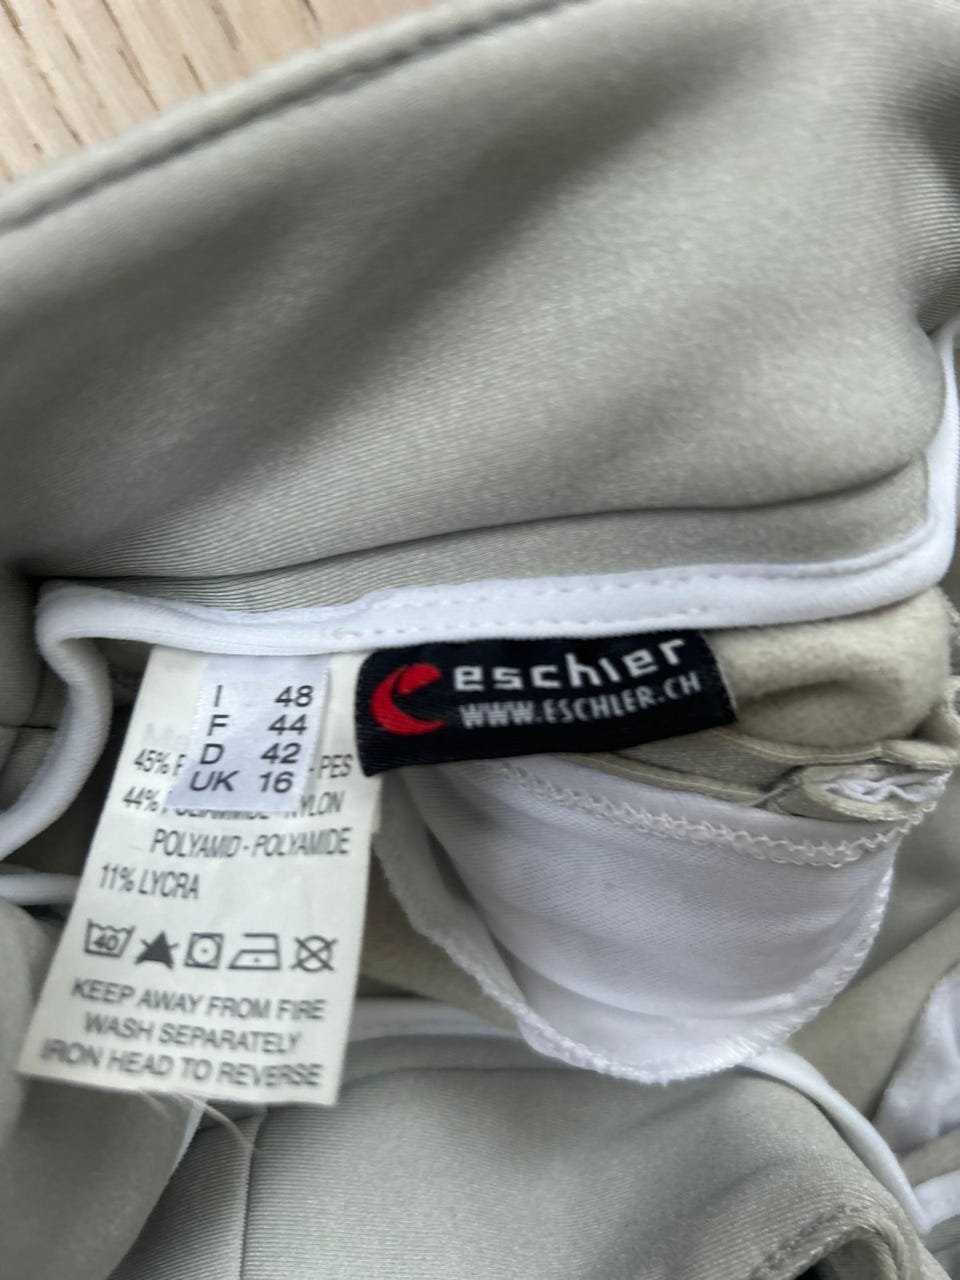 I 48
F 44
D 42
UK 16
45% - PES
44% NYLON
POLYAMID - POLYAMIDE
11% LYCRA
40
KEEP AWAY FROM FIRE
WASH SEPARATELY
IRON HEAD TO REVERSE
eschler
WWW.ESCHLER.CH